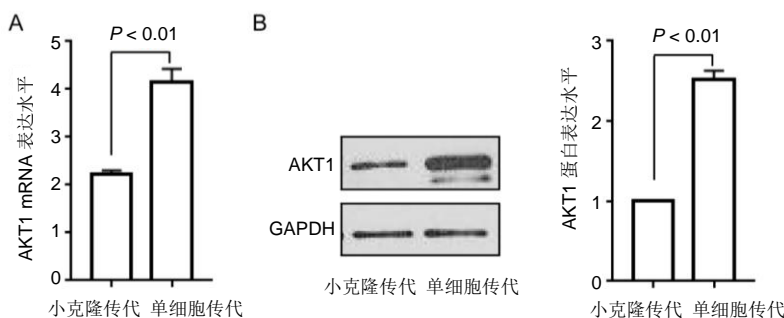 A
P < 0.01
AKT1 mRNA 表达水平
5
4
3
2
1
0
小克隆传代 单细胞传代
B
AKT1
GAPDH
小克隆传代 单细胞传代
P < 0.01
AKT1 蛋白表达水平
3
2
1
0
小克隆传代 单细胞传代